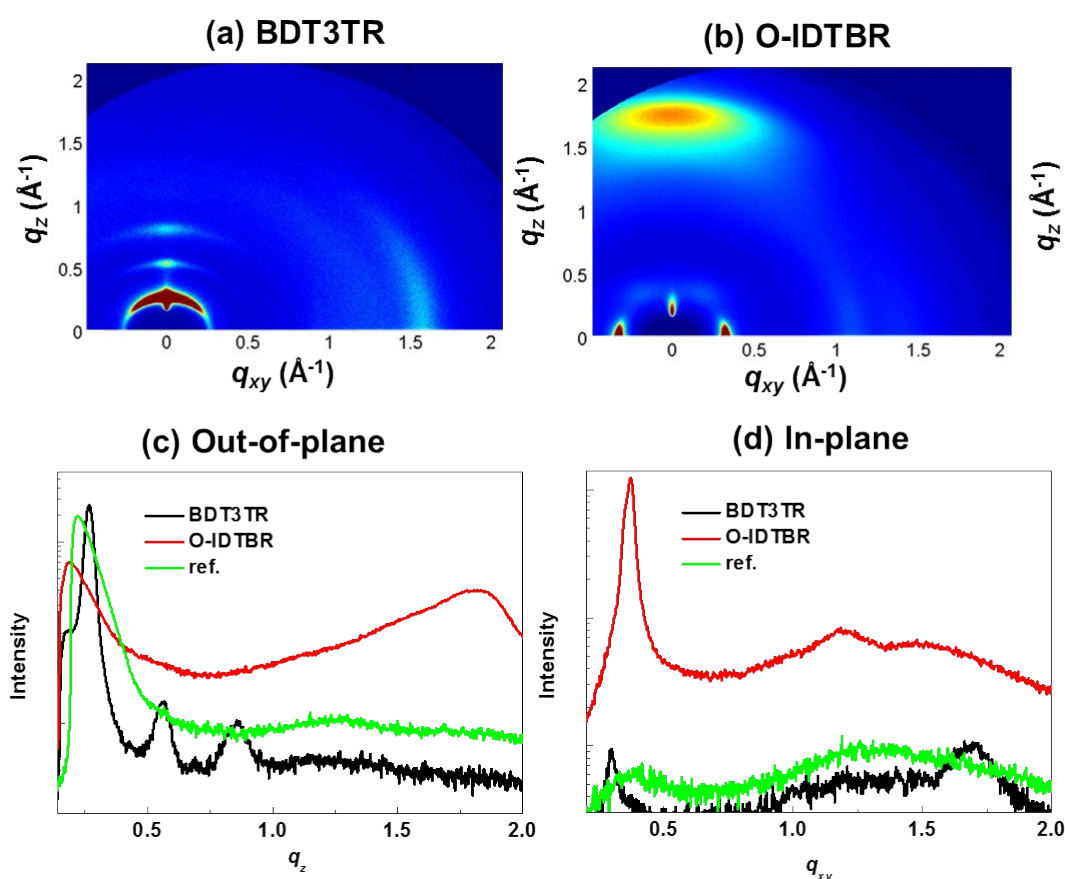 (a) BDT3TR
(b) O-IDTBR
2
1.5
1
0.5
0
qz (Å-1)
0 0.5 1 1.5 2
qxy (Å-1)
2
1.5
1
0.5
0
qz (Å-1)
0 0.5 1 1.5 2
qxy (Å-1)
qz (Å-1)
(c) Out-of-plane
(d) In-plane
BDT3TR
O-IDTBR
ref.
Intensity
0.5 1.0 1.5 2.0
qz
BDT3TR
O-IDTBR
ref.
Intensity
0.5 1.0 1.5 2.0
qxy